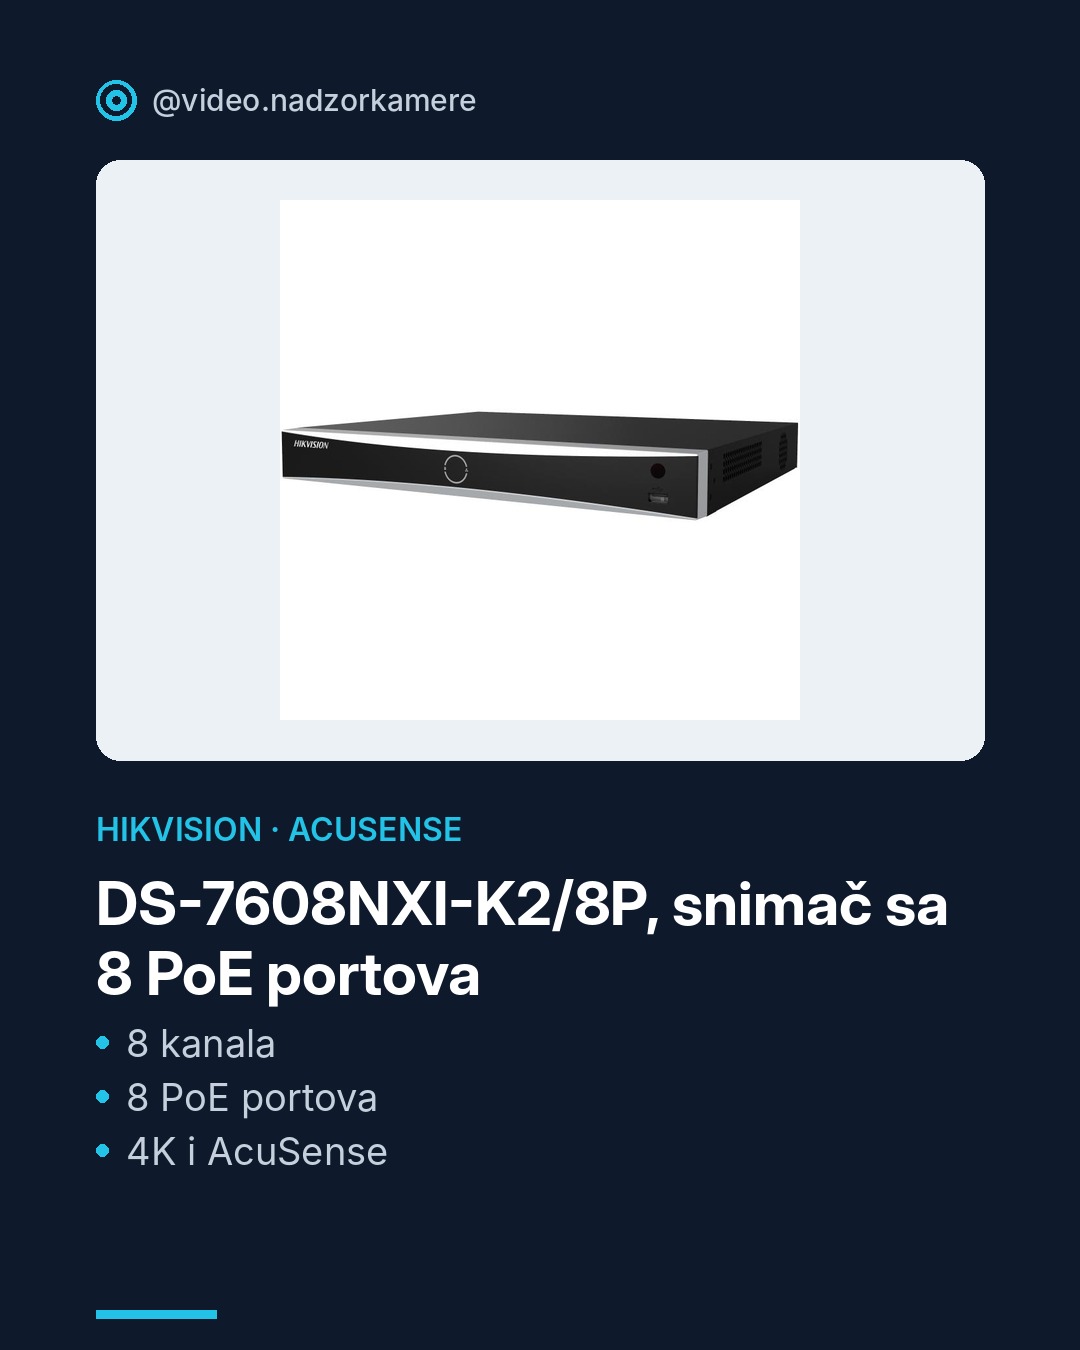 @video.nadzorkamere
HIKVISION
HIKVISION · ACUSENSE
DS-7608NXI-K2/8P, snimač sa
8 PoE portova
8 kanala
8 PoE portova
4K i AcuSense